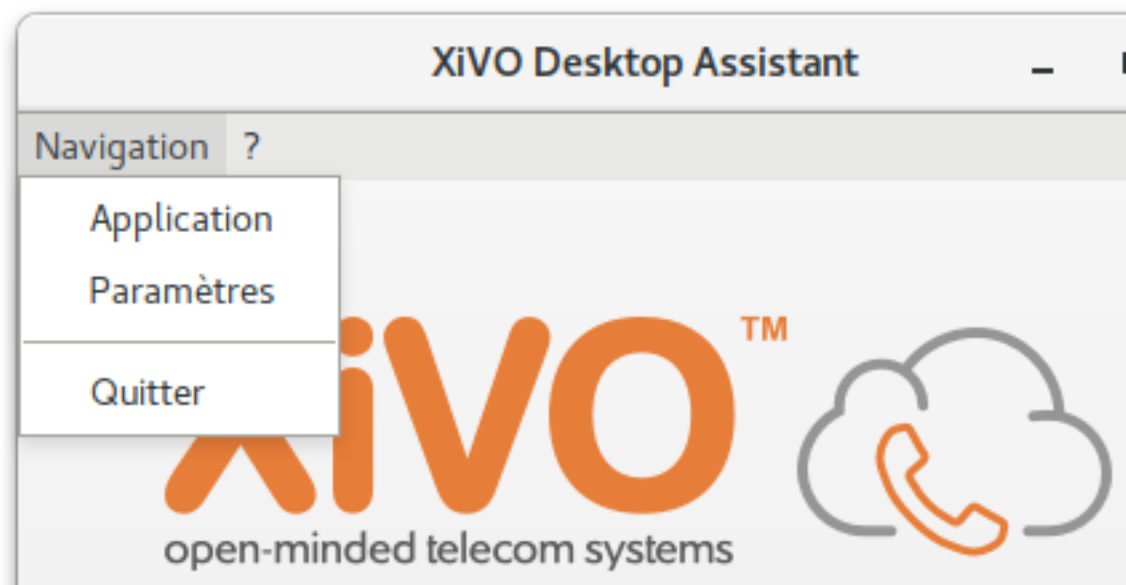 XiVO Desktop Assistant
Navigation ?
Application
Paramètres
Quitter
XiVO™
open-minded telecom systems